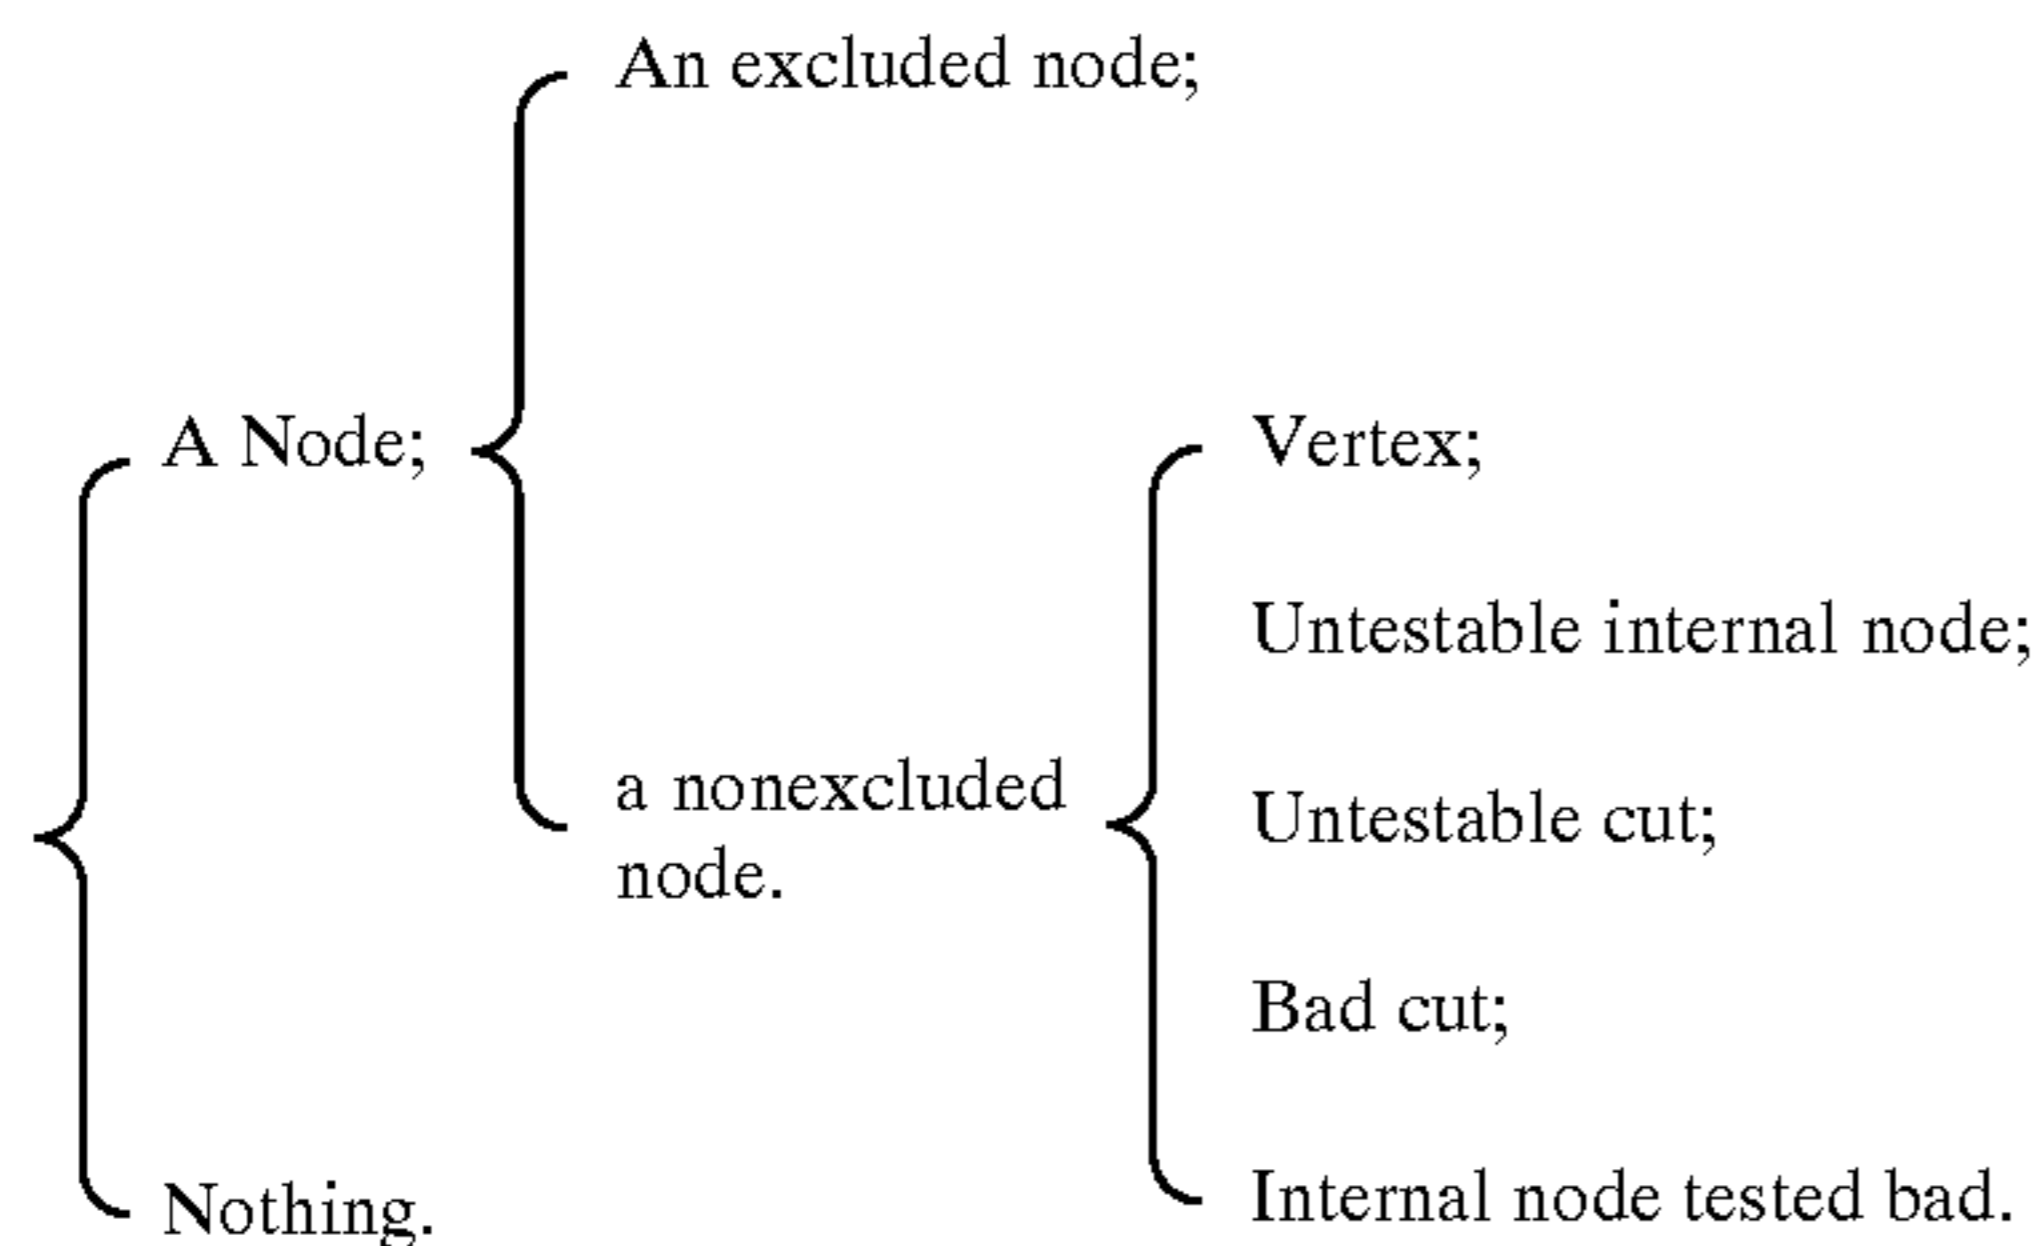 An excluded node;
A Node;
Vertex;
Untestable internal node;
a nonexcluded
node.
Untestable cut;
Bad cut;
Nothing.
Internal node tested bad.